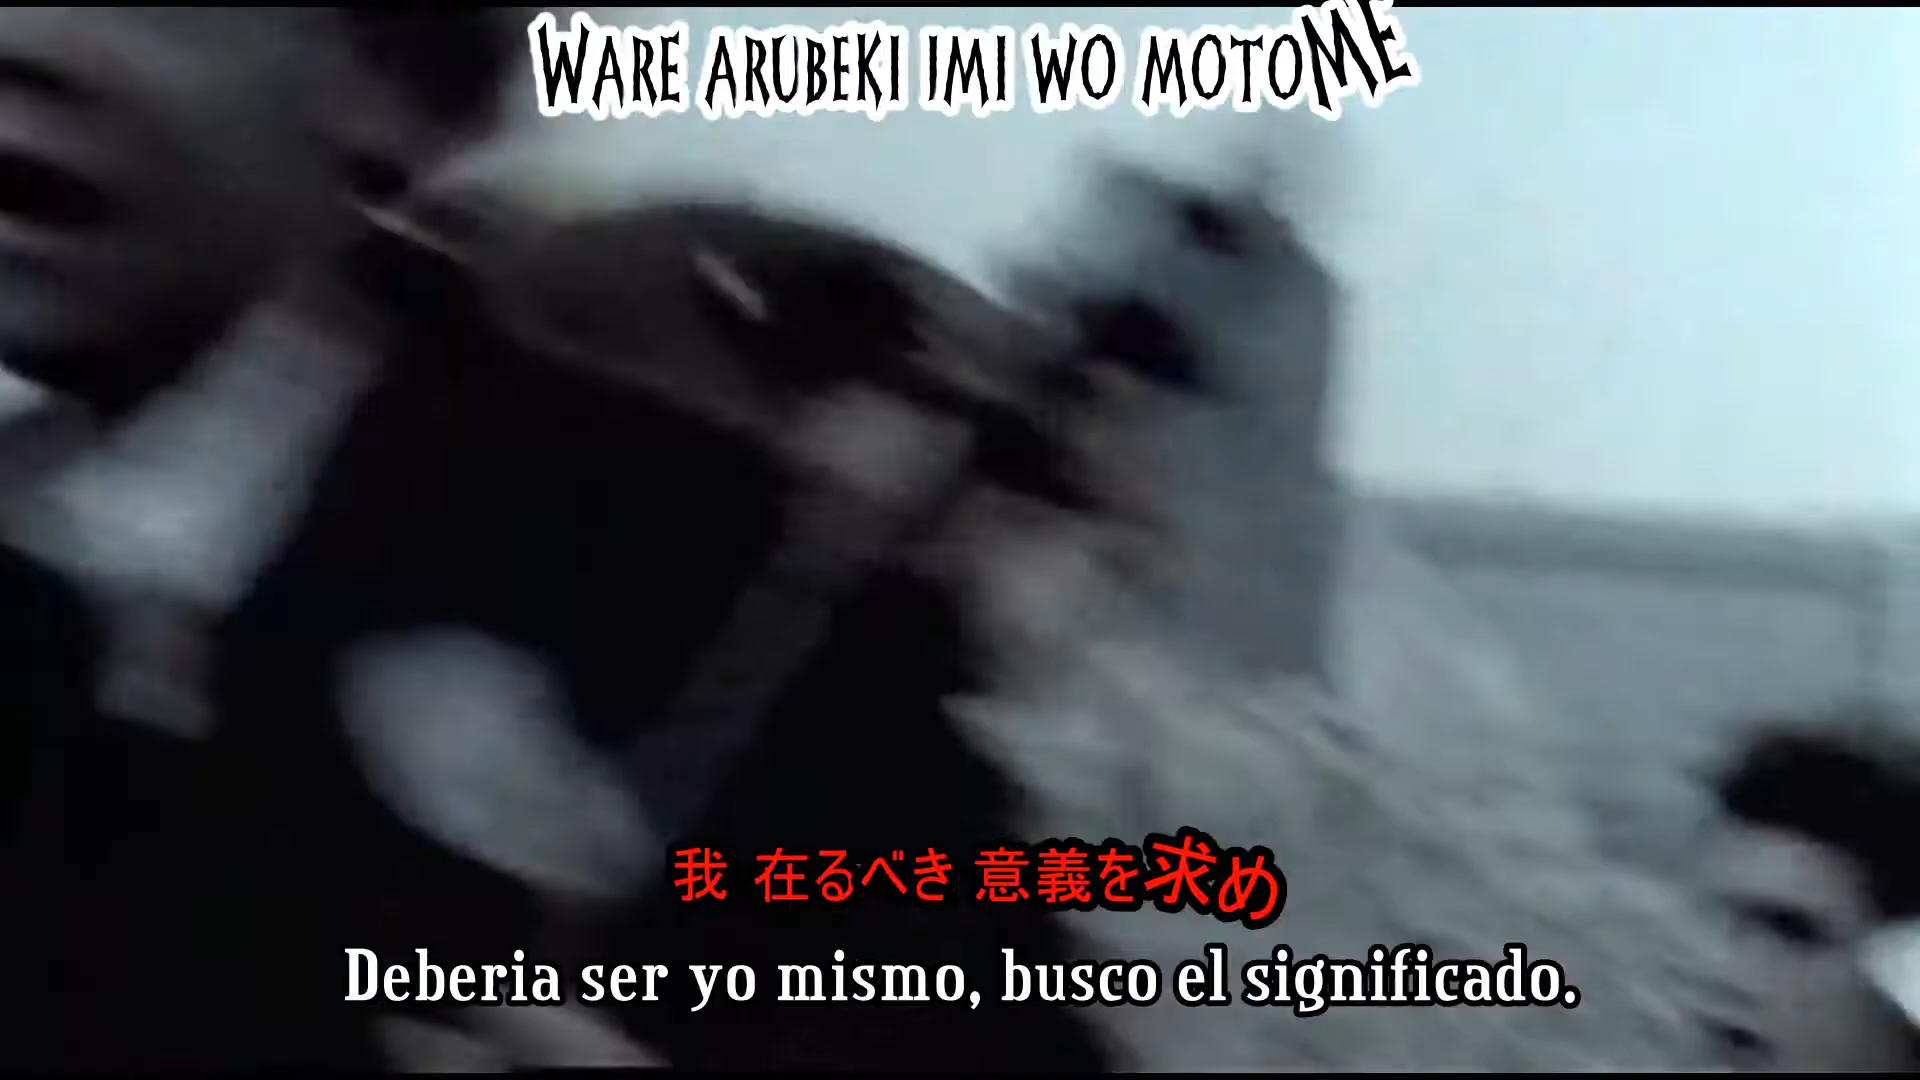 WARE ARUBEKI IMI WO MOTOME
我 在るべき 意義を求め
Deberia ser yo mismo, busco el significado.